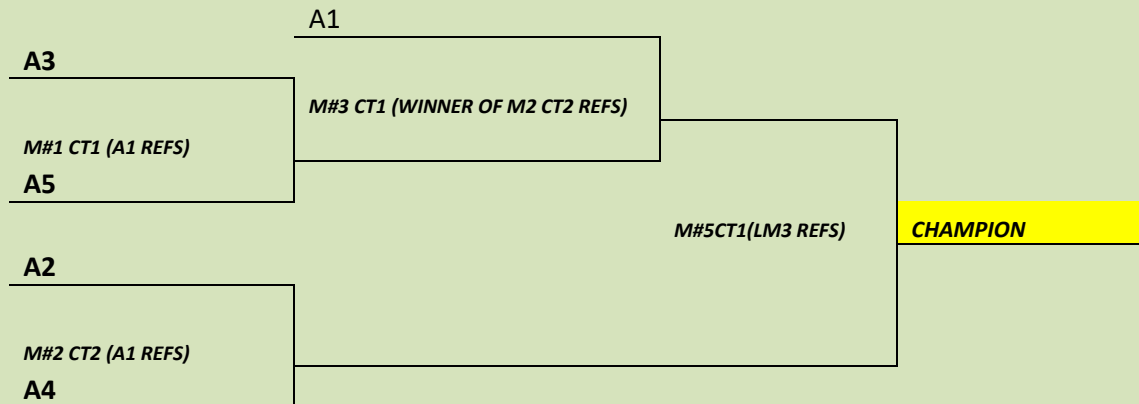 A1
A3
M#3 CT1 (WINNER OF M2 CT2 REFS)
M#1 CT1 (A1 REFS)
A5
M#5CT1(LM3 REFS)
CHAMPION
A2
M#2 CT2 (A1 REFS)
A4